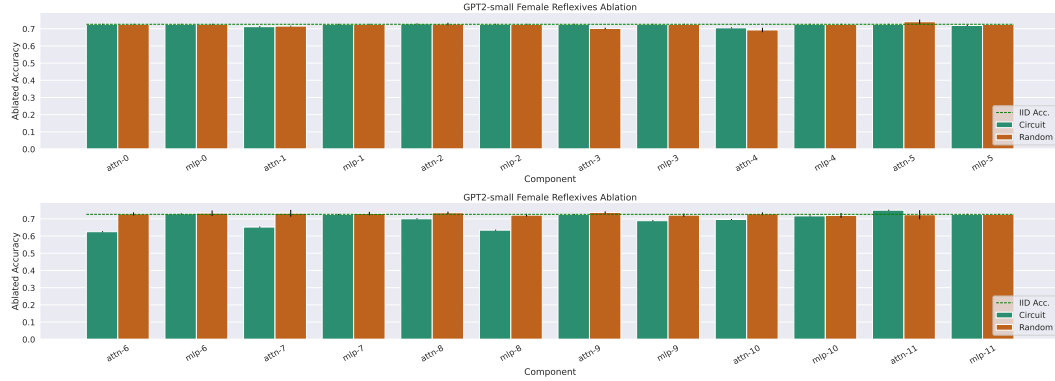 GPT2-small Female Reflexives Ablation
Ablated Accuracy
0.7
0.6
0.5
0.4
0.3
0.2
0.1
0.0
IID Acc.
Circuit
Random
attn-0
mlp-0
attn-1
mlp-1
attn-2
mlp-2
attn-3
mlp-3
attn-4
mlp-4
attn-5
mlp-5
Component
GPT2-small Female Reflexives Ablation
Ablated Accuracy
0.7
0.6
0.5
0.4
0.3
0.2
0.1
0.0
IID Acc.
Circuit
Random
attn-6
mlp-6
attn-7
mlp-7
attn-8
mlp-8
attn-9
mlp-9
attn-10
mlp-10
attn-11
mlp-11
Component